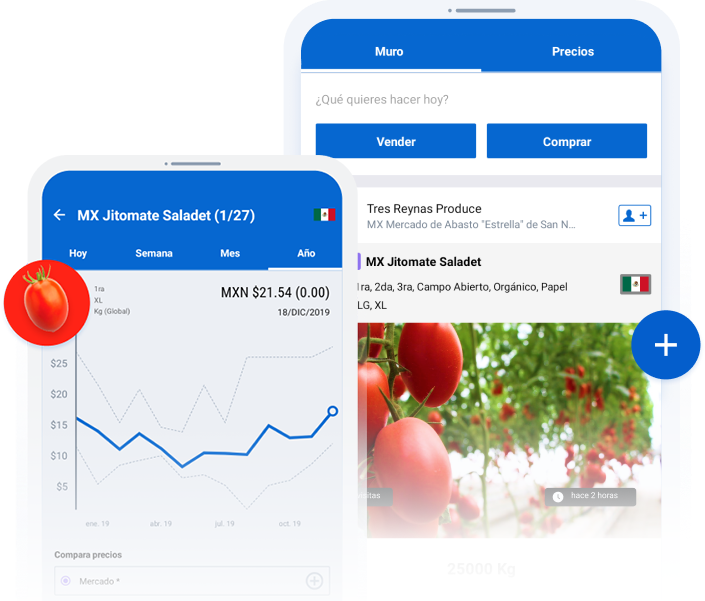 Muro
Precios
¿Qué quieres hacer hoy?
Vender
Comprar
Tres Reynas Produce
MX Mercado de Abasto "Estrella" de San N...
MX Jitomate Saladet
ra, 2da, 3ra, Campo Abierto, Orgánico, Papel
LG, XL
hace 2 horas
25000 Kg
MX Jitomate Saladet (1/27)
Hoy
Semana
Mes
Año
1ra
XL
Kg (Global)
MXN $21.54 (0.00)
18/DIC/2019
$25
$20
$15
$10
$5
ene. 19
abr. 19
jul. 19
oct. 19
Compara precios
Mercado *